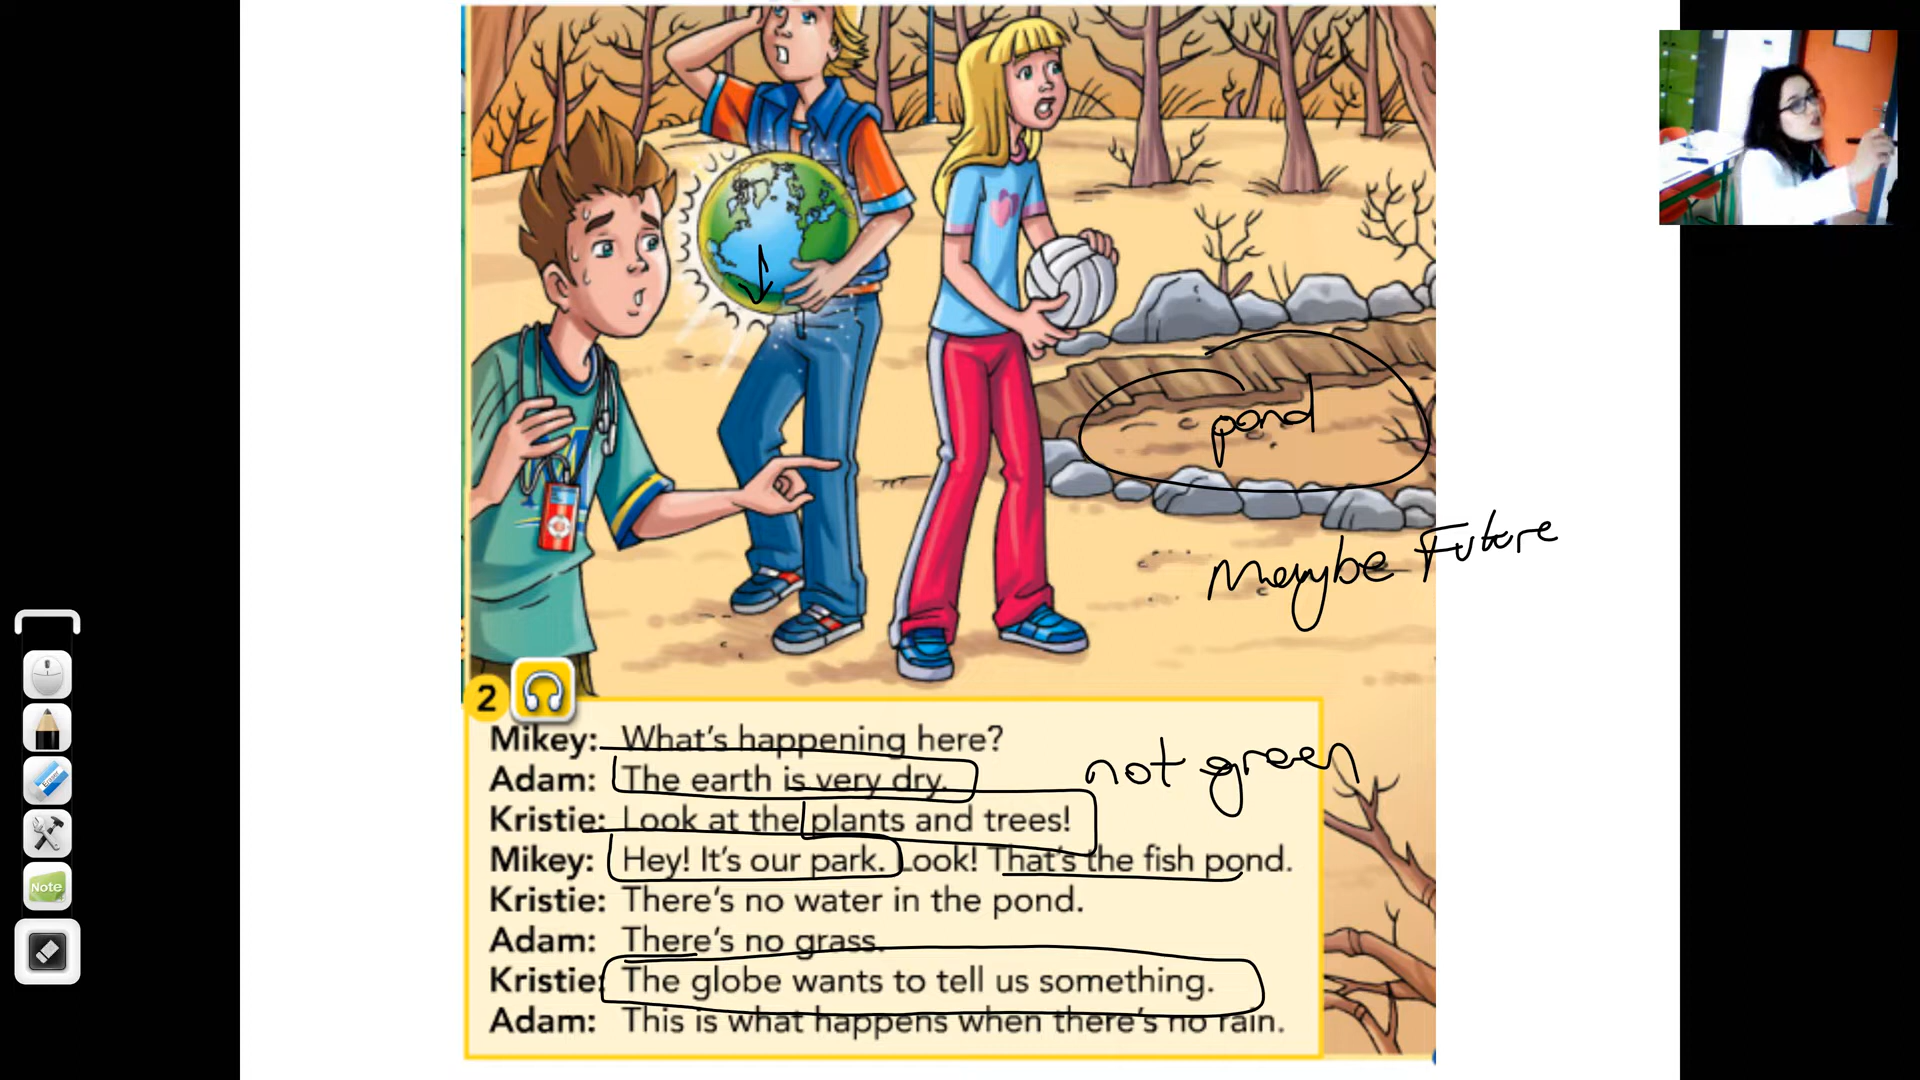 pond
Maybe Future
2
Mikey: What's happening here?
Adam: The earth is very dry.
not green
Kristie: Look at the plants and trees!
Mikey: Hey! It's our park. Look! That's the fish pond.
Kristie: There's no water in the pond.
Adam: There's no grass.
Kristie: The globe wants to tell us something.
Adam: This is what happens when there's no rain.
Note